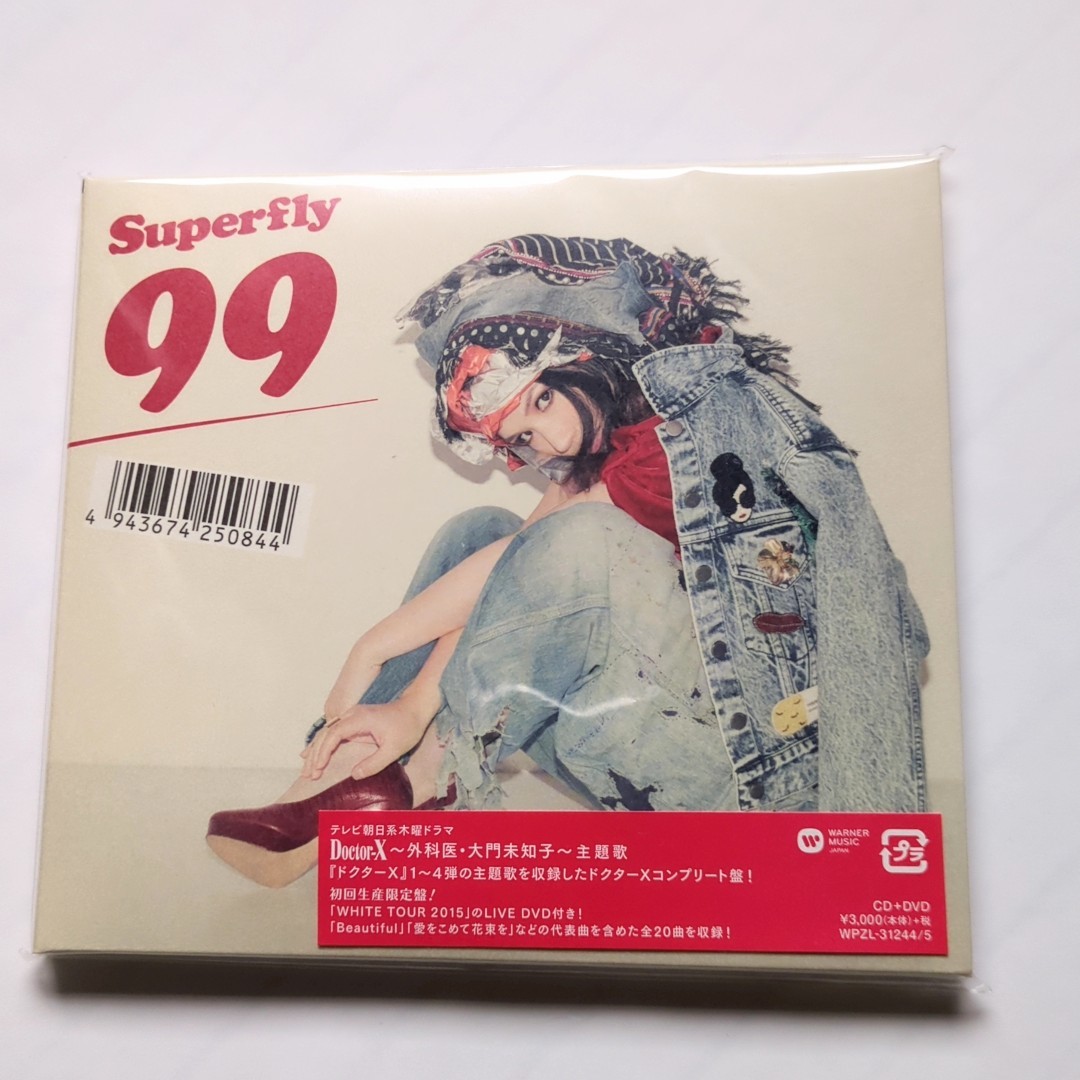 Superfly
99
4 943674 250844
テレビ朝日系木曜ドラマ
Doctor-X ～外科医・大門未知子～主題歌
『ドクターX』1～4弾の主題歌を収録したドクターXコンプリート盤！
初回生産限定盤！
「WHITE TOUR 2015」のLIVE DVD付き！
「Beautiful」「愛をこめて花束を」などの代表曲を含めた全20曲を収録！
WARNER
MUSIC
JAPAN
プラ
CD+DVD
¥3,000(本体)+税
WPZL-31244/5